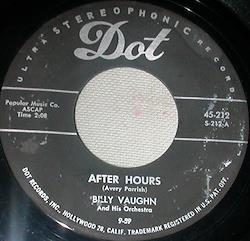 ULTRA STEREOPHONIC RECORD
Dot
Popular Music Co.
ASCAP
Time 2:08
45-212
S-212-A
AFTER HOURS
(Avery Parrish)
BILLY VAUGHN
And His Orchestra
9-59
DOT RECORDS, INC., HOLLYWOOD 28, CALIF. TRADEMARK REGISTERED IN U.S. PAT. OFF.